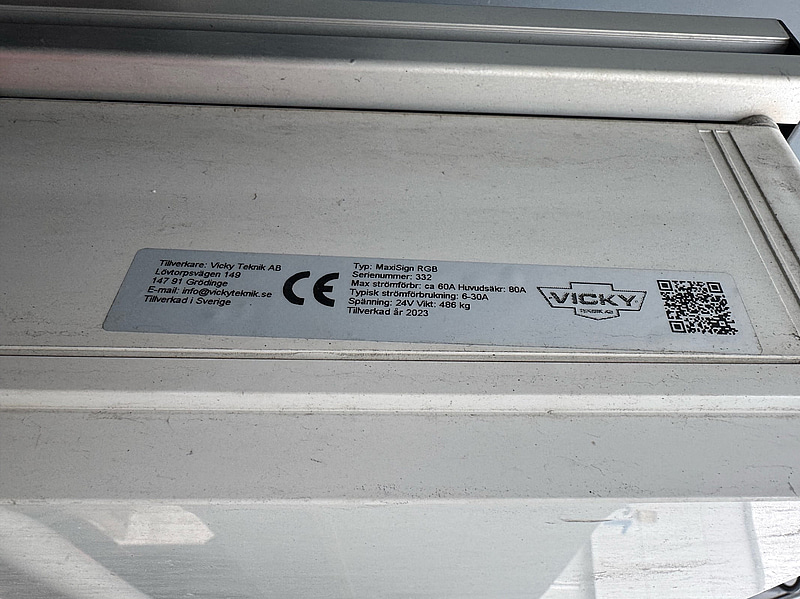 Tillverkare: Vicky Teknik AB
Lövtorpsvägen 149
147 91 Grödinge
E-mail: info@vickyteknik.se
Tillverkad i Sverige
CE
Typ: MaxiSign RGB
Serienummer: 332
Max strömförbr: ca 60A Huvudsäkr: 80A
Typisk strömförbrukning: 6-30A
Spänning: 24V Vikt: 486 kg
Tillverkad år 2023
VICKY
TEKNIK AB